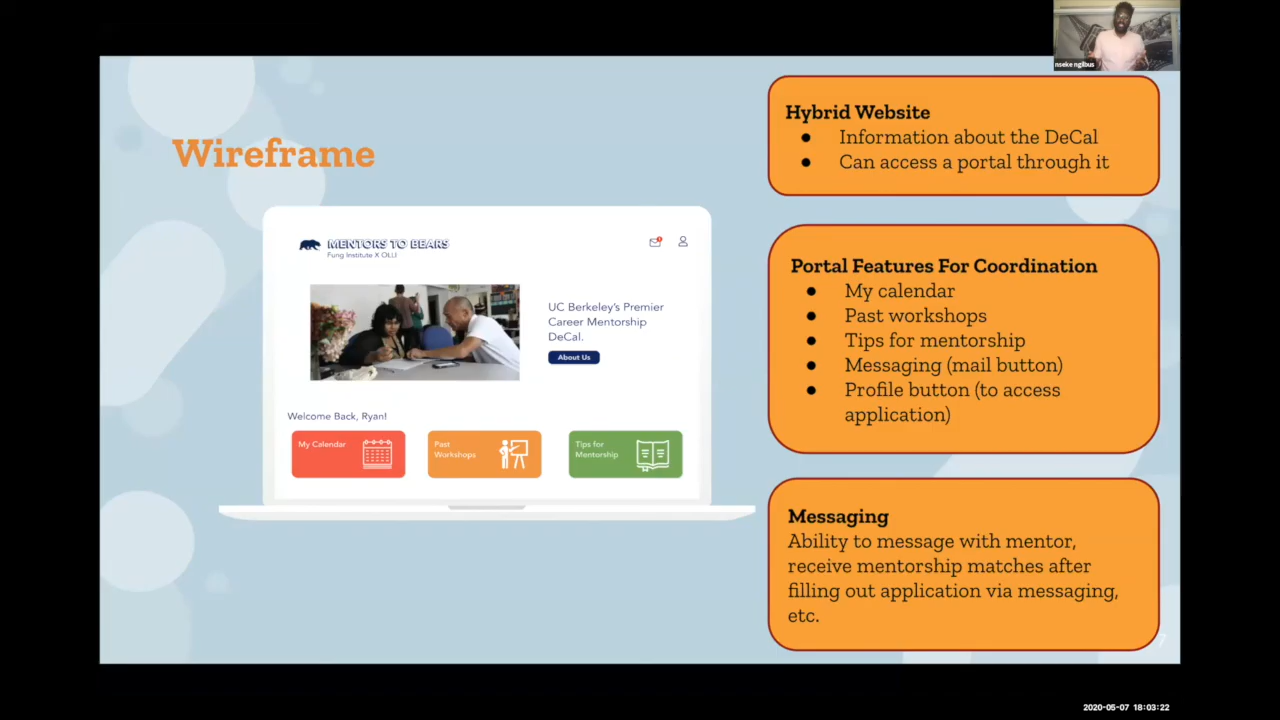 nseke ngilbus
Wireframe
MENTORS TO BEARS
Fung Institute X OLLI
UC Berkeley's Premier
Career Mentorship
DeCal.
About Us
Welcome Back, Ryan!
My Calendar
Past
Workshops
Tips for
Mentorship
Hybrid Website
● Information about the DeCal
● Can access a portal through it
Portal Features For Coordination
● My calendar
● Past workshops
● Tips for mentorship
● Messaging (mail button)
● Profile button (to access
application)
Messaging
Ability to message with mentor,
receive mentorship matches after
filling out application via messaging,
etc.
7
2020-05-07 18:03:22